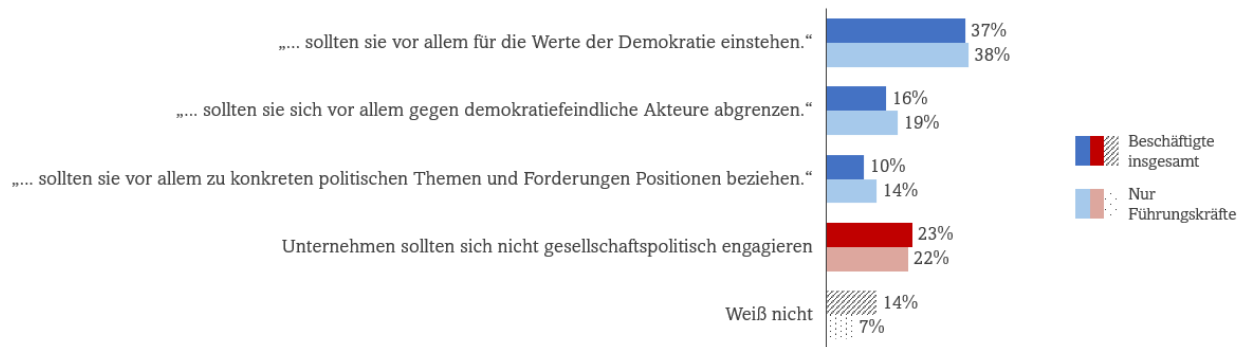 „... sollten sie vor allem für die Werte der Demokratie einstehen.“
37%
38%
„... sollten sie sich vor allem gegen demokratiefeindliche Akteure abgrenzen.“
16%
19%
„... sollten sie vor allem zu konkreten politischen Themen und Forderungen Positionen beziehen.“
10%
14%
Unternehmen sollten sich nicht gesellschaftspolitisch engagieren
23%
22%
Weiß nicht
14%
7%
Beschäftigte
insgesamt
Nur
Führungskräfte